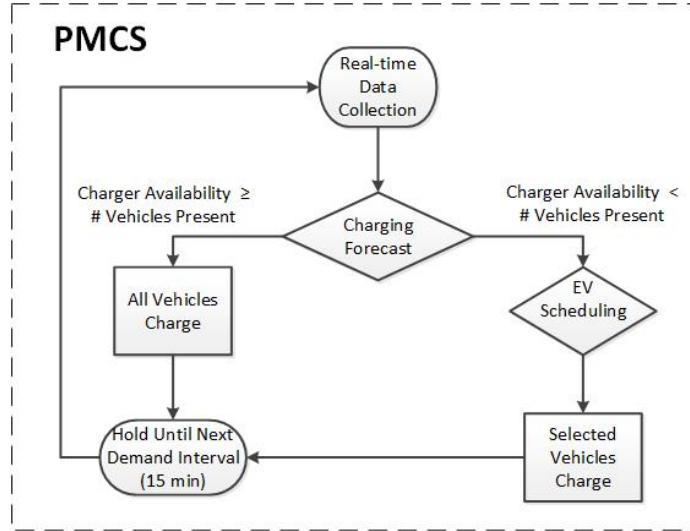 PMCS
Real-time
Data
Collection
Charger Availability ≥
# Vehicles Present
Charger Availability <
# Vehicles Present
Charging
Forecast
All Vehicles
Charge
EV
Scheduling
Hold Until Next
Demand Interval
(15 min)
Selected
Vehicles
Charge